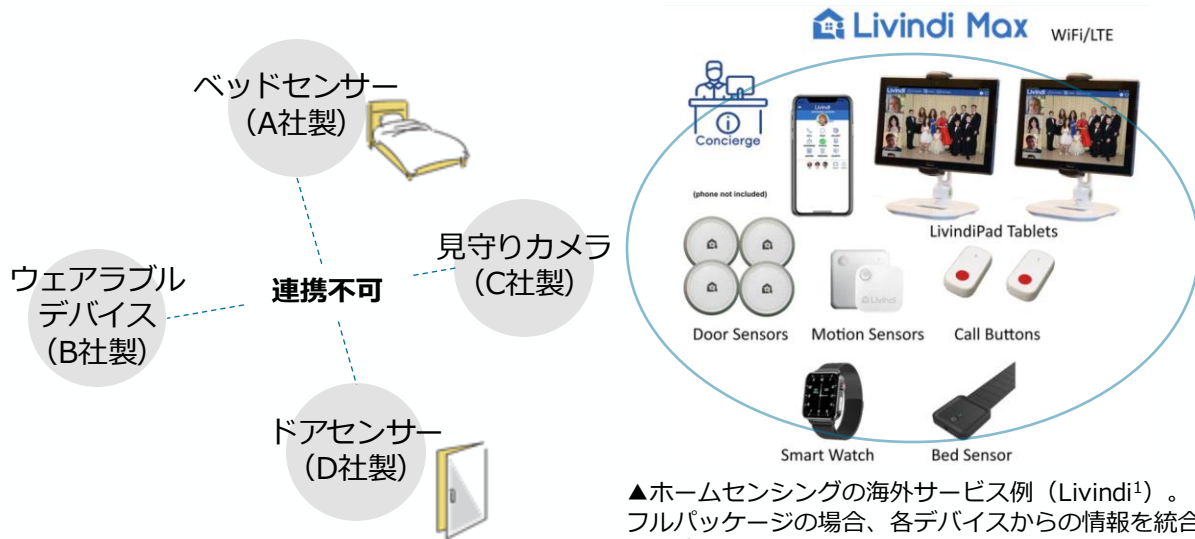 ベッドセンサー
(A社製)
見守りカメラ
(C社製)
ウェアラブル
デバイス
(B社製)
連携不可
ドアセンサー
(D社製)
Livindi Max
WiFi/LTE
Concierge
Livindi
(phone not included)
LivindiPad Tablets
Livindi
Door Sensors
Motion Sensors
Call Buttons
Smart Watch
Bed Sensor
▲ホームセンシングの海外サービス例（Livindi¹）。
フルパッケージの場合、各デバイスからの情報を統合